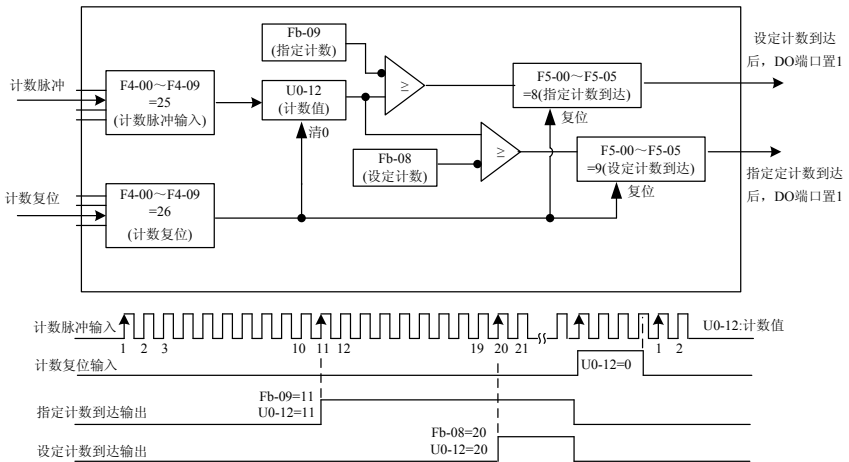 Fb-09
(指定计数)
设定计数到达
后，DO端口置1
计数脉冲
F4-00～F4-09
=25
(计数脉冲输入)
U0-12
(计数值)
≥
F5-00～F5-05
=8(指定计数到达)
清0
复位
Fb-08
(设定计数)
≥
F5-00～F5-05
=9(设定计数到达)
指定定计数到达
后，DO端口置1
复位
计数复位
F4-00～F4-09
=26
(计数复位)
计数脉冲输入
U0-12:计数值
1 2 3 10 11 12 19 20 21 1 2
计数复位输入
U0-12=0
Fb-09=11
U0-12=11
指定计数到达输出
Fb-08=20
U0-12=20
设定计数到达输出